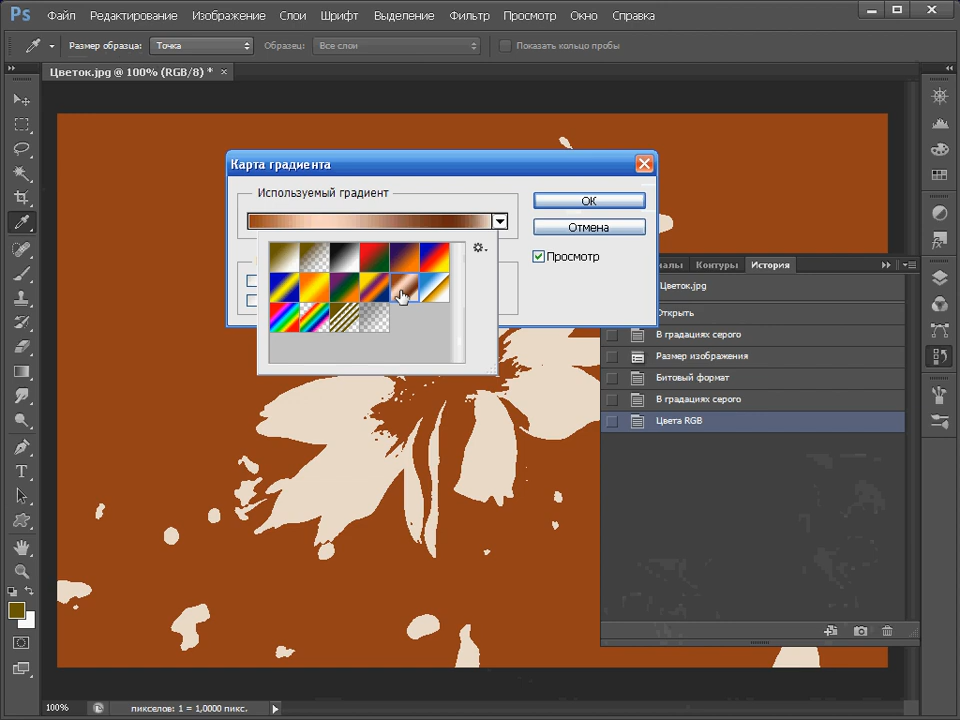 Ps Файл Редактирование Изображение Слои Шрифт Выделение Фильтр Просмотр Окно Справка
Размер образца: Точка Образец: Все слои Показать кольцо пробы
Цветок.jpg @ 100% (RGB/8) * ×
Карта градиента
Используемый градиент
ОК
Отмена
Просмотр
налы Контуры История
Цветок.jpg
Открыть
В градациях серого
Размер изображения
Битовый формат
В градациях серого
Цвета RGB
100% пикселов: 1 = 1,0000 пикс.